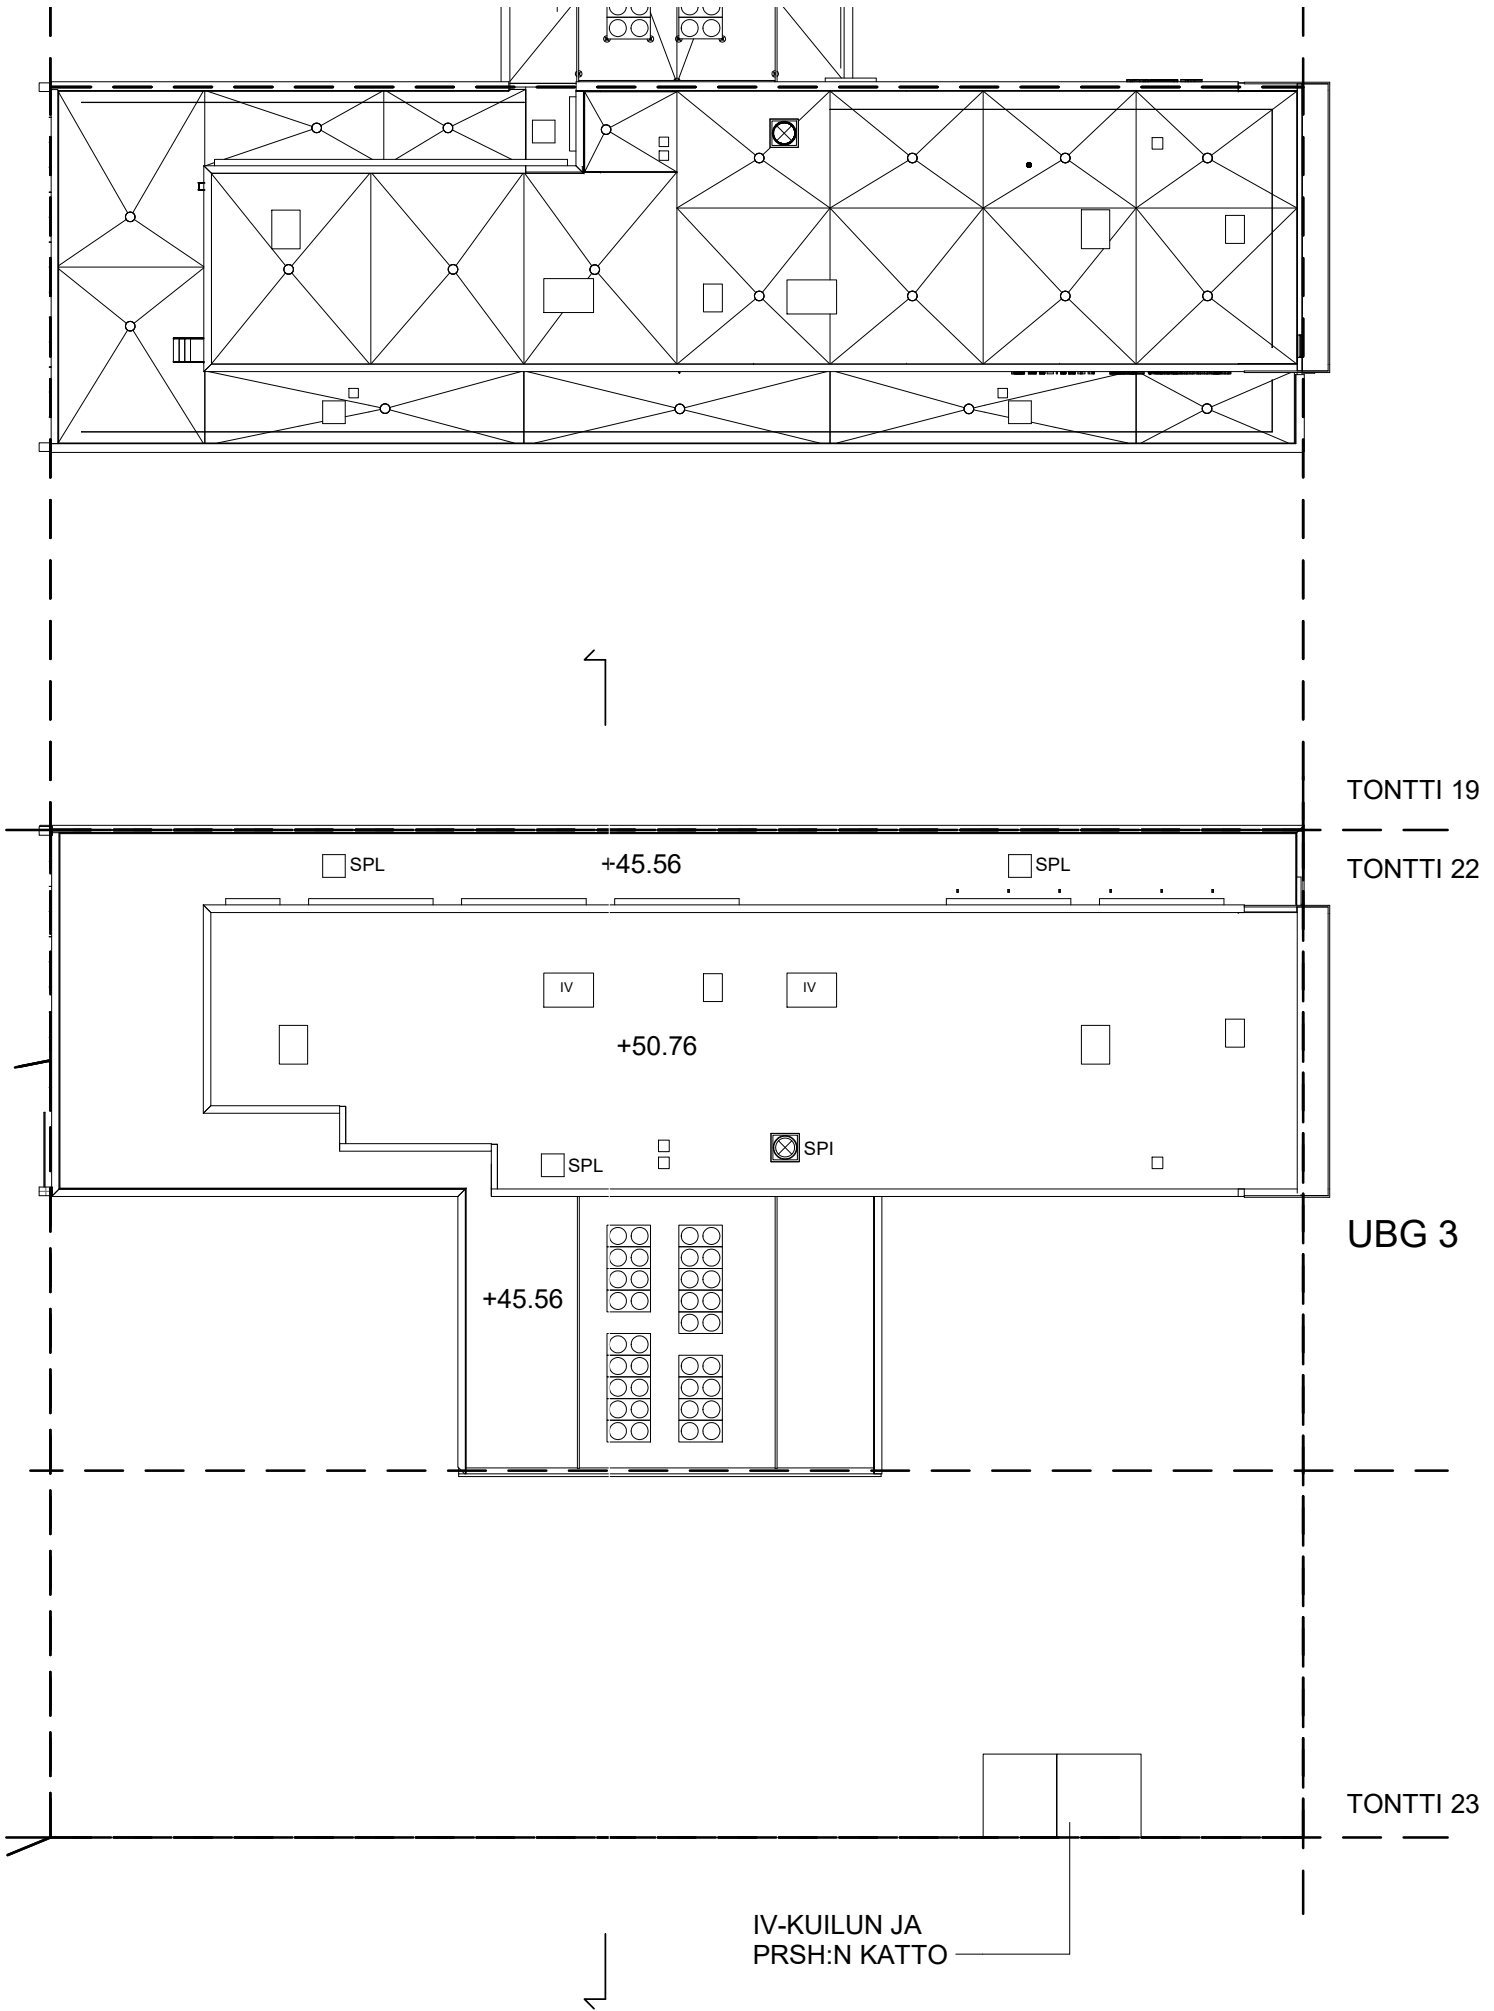 TONTTI 19
SPL
+45.56
SPL
TONTTI 22
IV
IV
+50.76
SPI
SPL
UBG 3
+45.56
TONTTI 23
IV-KUILUN JA
PRSH:N KATTO